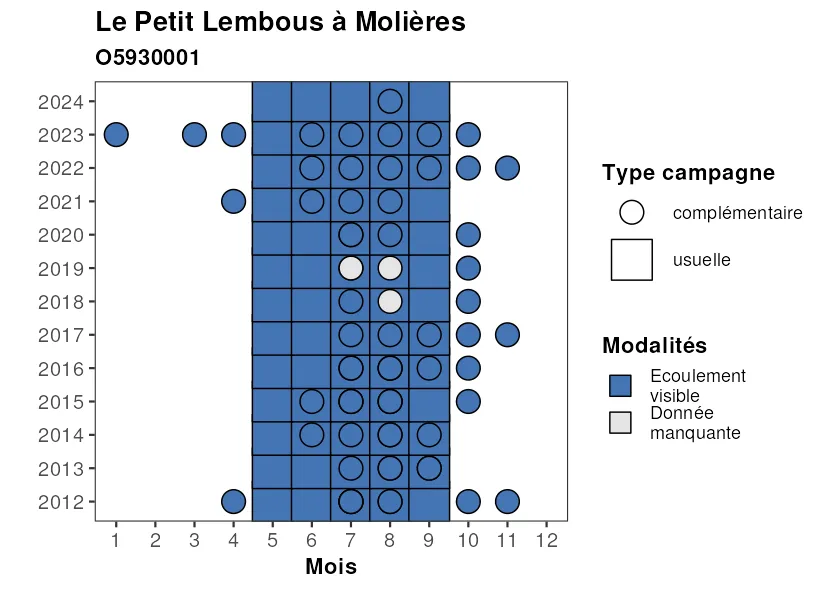 Le Petit Lembous à Molières
O5930001
2024
2023
2022
2021
2020
2019
2018
2017
2016
2015
2014
2013
2012
1 2 3 4 5 6 7 8 9 10 11 12
Mois
Type campagne
complémentaire
usuelle
Modalités
Ecoulement
visible
Donnée
manquante